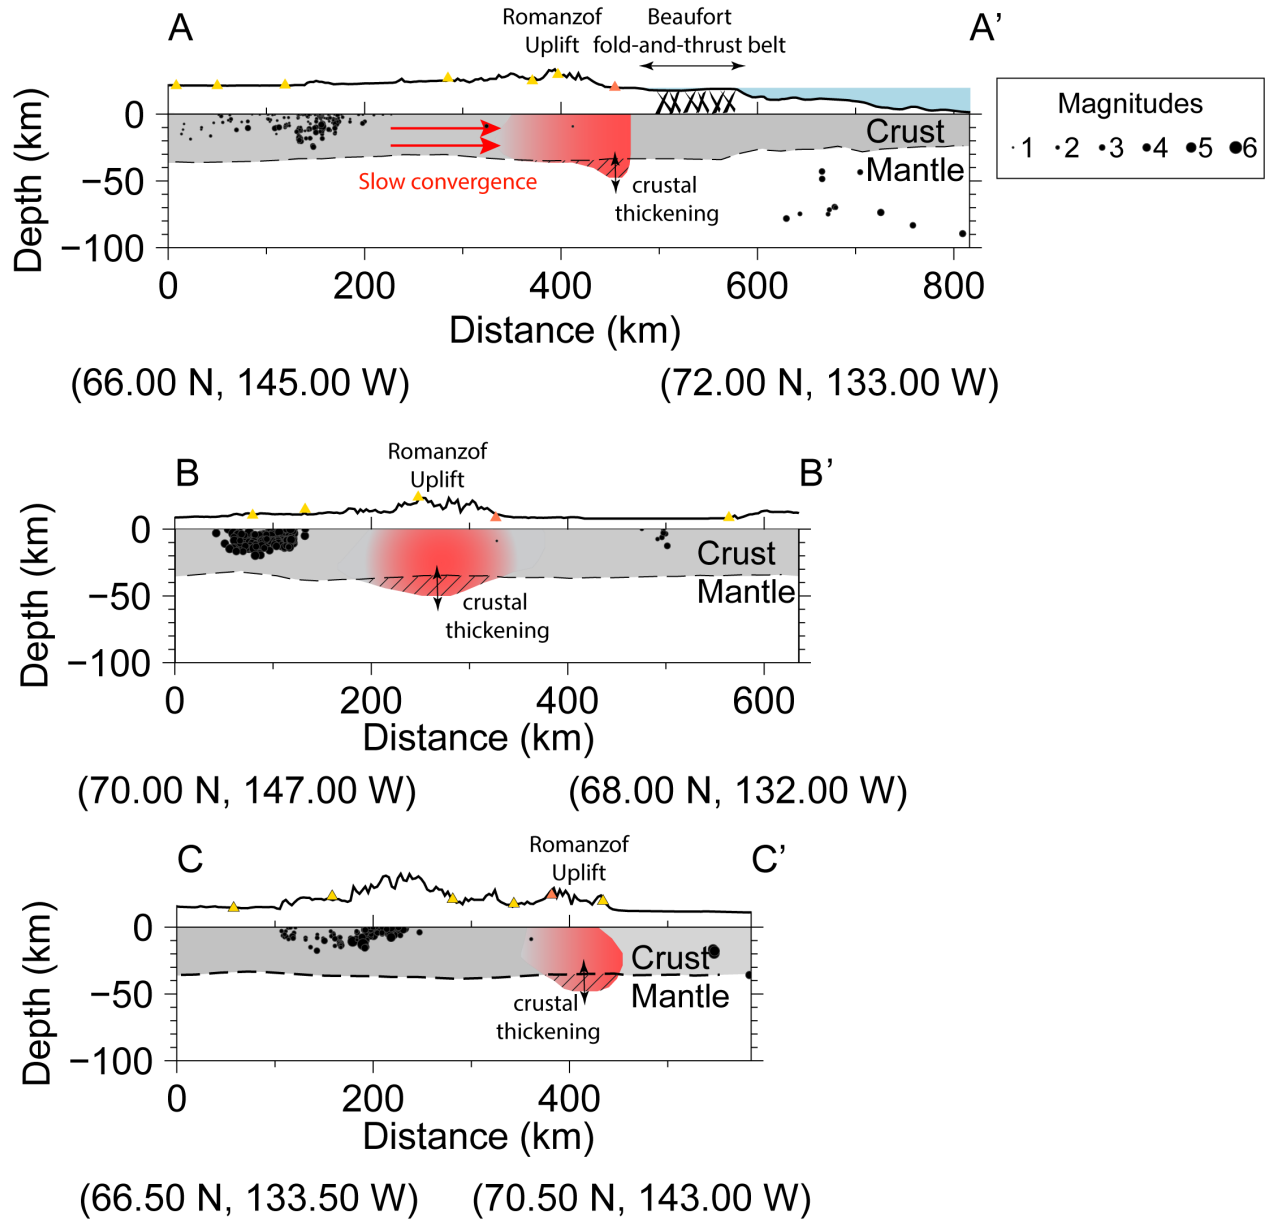 A
Romanzof
Uplift
Beaufort
fold-and-thrust belt
A’
Magnitudes
1 2 3 4 5 6
Depth (km)
0
−50
−100
Crust
Mantle
Slow convergence
crustal
thickening
0 200 400 600 800
Distance (km)
(66.00 N, 145.00 W) (72.00 N, 133.00 W)
B
Romanzof
Uplift
B’
Depth (km)
0
−50
−100
Crust
Mantle
crustal
thickening
0 200 400 600
Distance (km)
(70.00 N, 147.00 W) (68.00 N, 132.00 W)
C
Romanzof
Uplift
C’
Depth (km)
0
−50
−100
Crust
Mantle
crustal
thickening
0 200 400
Distance (km)
(66.50 N, 133.50 W) (70.50 N, 143.00 W)